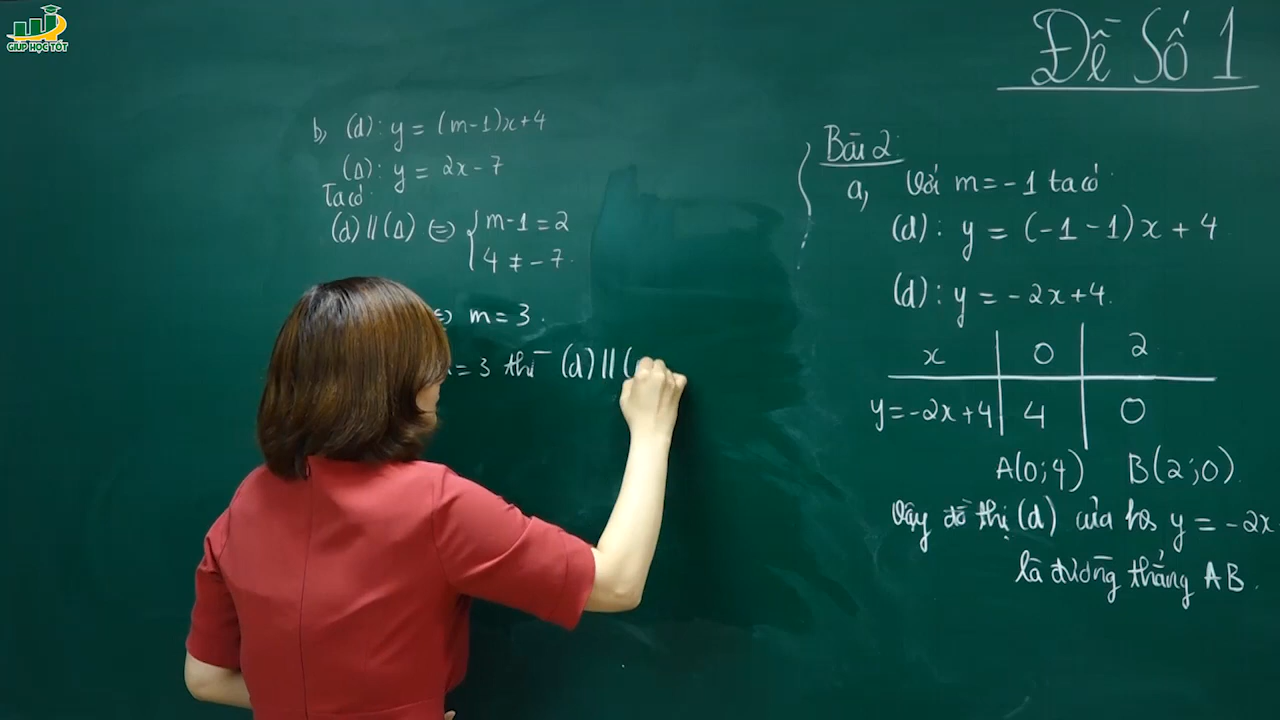 GIÚP HỌC TỐT
Đề Số 1
b, (d): y = (m-1)x+4
(Δ): y = 2x-7
Ta có
(d) // (Δ) ⇔ { m-1 = 2
4 ≠ -7.
⇔ m = 3.
= 3 thì (d) // (
Bài 2:
a, Với m = -1 ta có
(d): y = (-1-1)x + 4
(d): y = -2x+4.
x | 0 | 2
y=-2x+4 | 4 | 0
A(0;4) B(2;0).
Vậy đồ thị (d) của hs y = -2x
là đường thẳng AB.